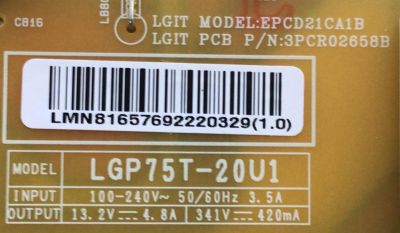 C816
L880
LGIT MODEL:EPCD21CA1B
LGIT PCB P/N:3PCR02658B
LMN81657692220329(1.0)
MODEL LGP75T-20U1
INPUT 100-240V~ 50/60Hz 3.5A
OUTPUT 13.2V⎓4.8A 341V⎓420mA